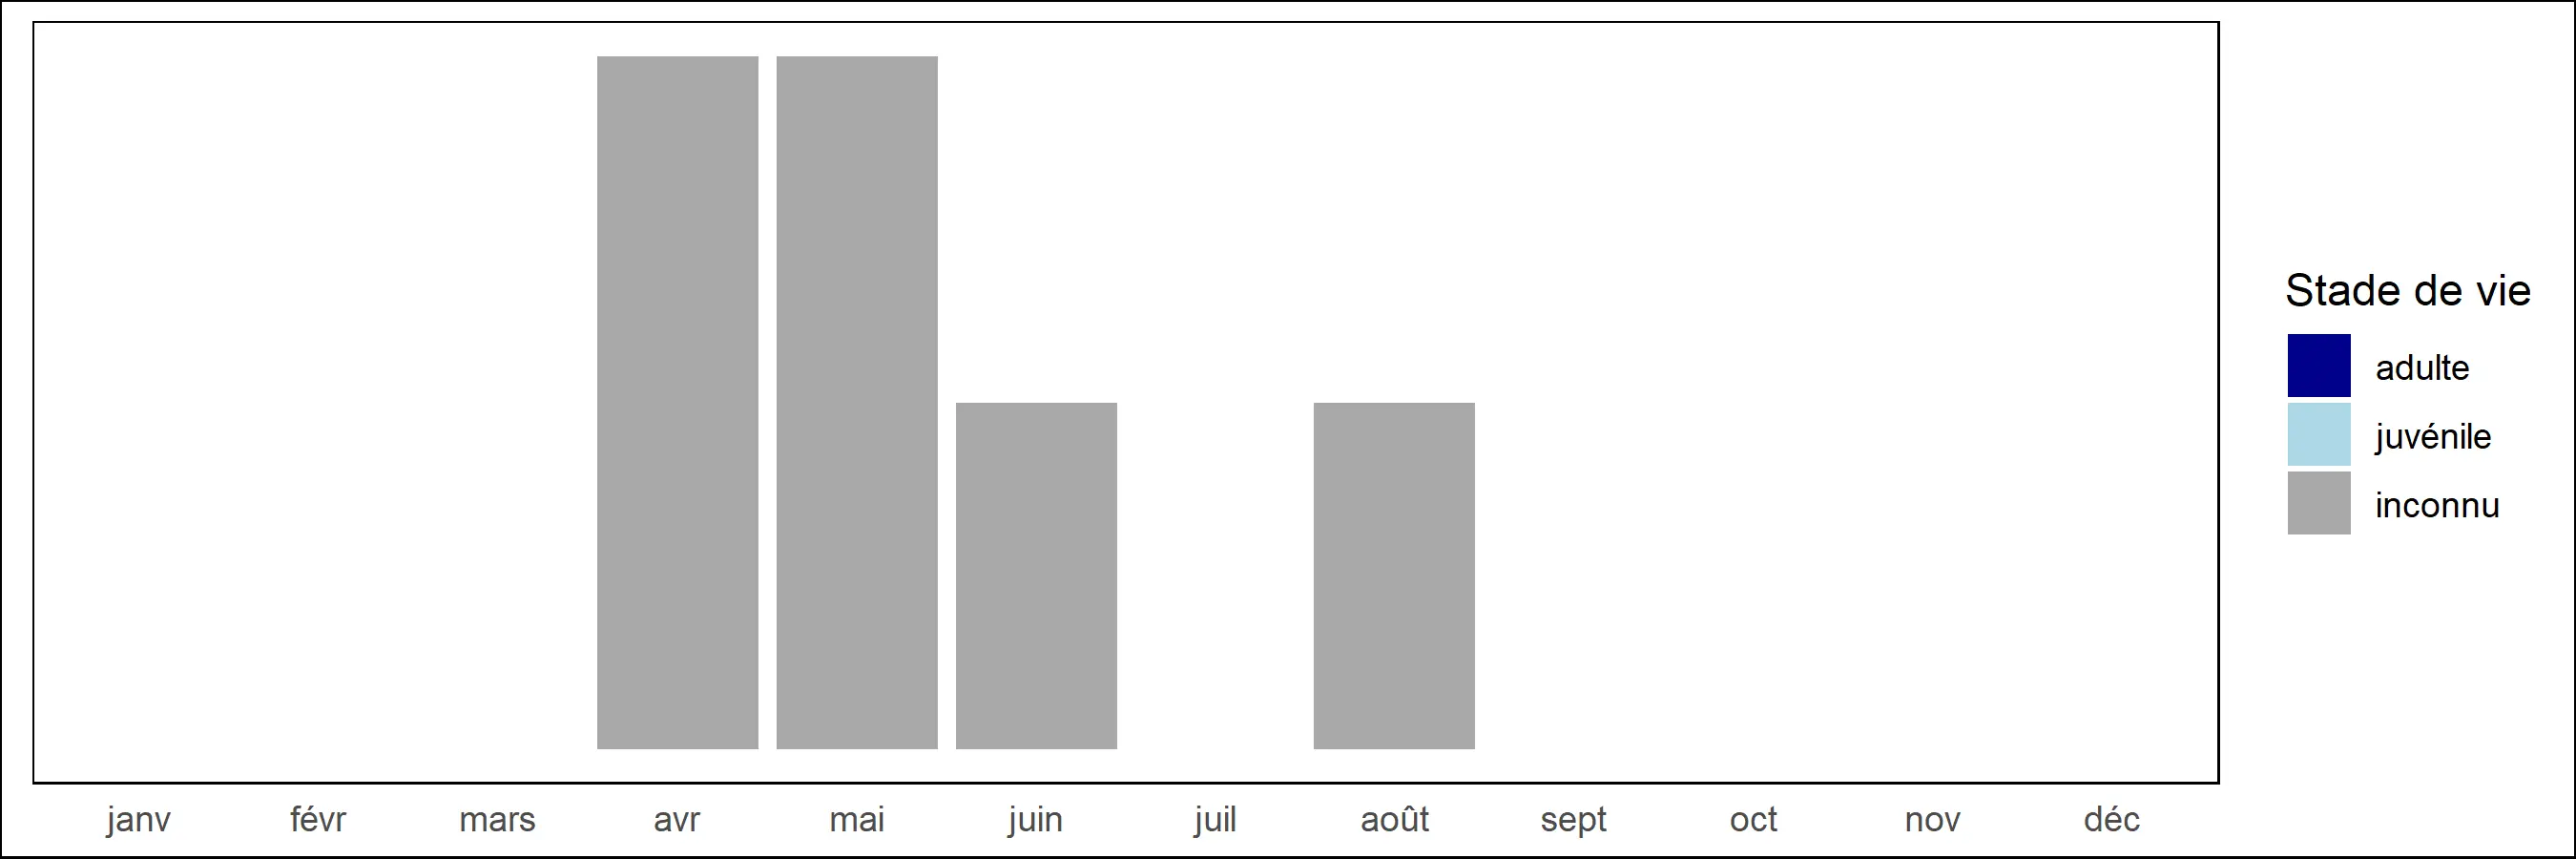 Stade de vie
adulte
juvénile
inconnu
janv févr mars avr mai juin juil août sept oct nov déc